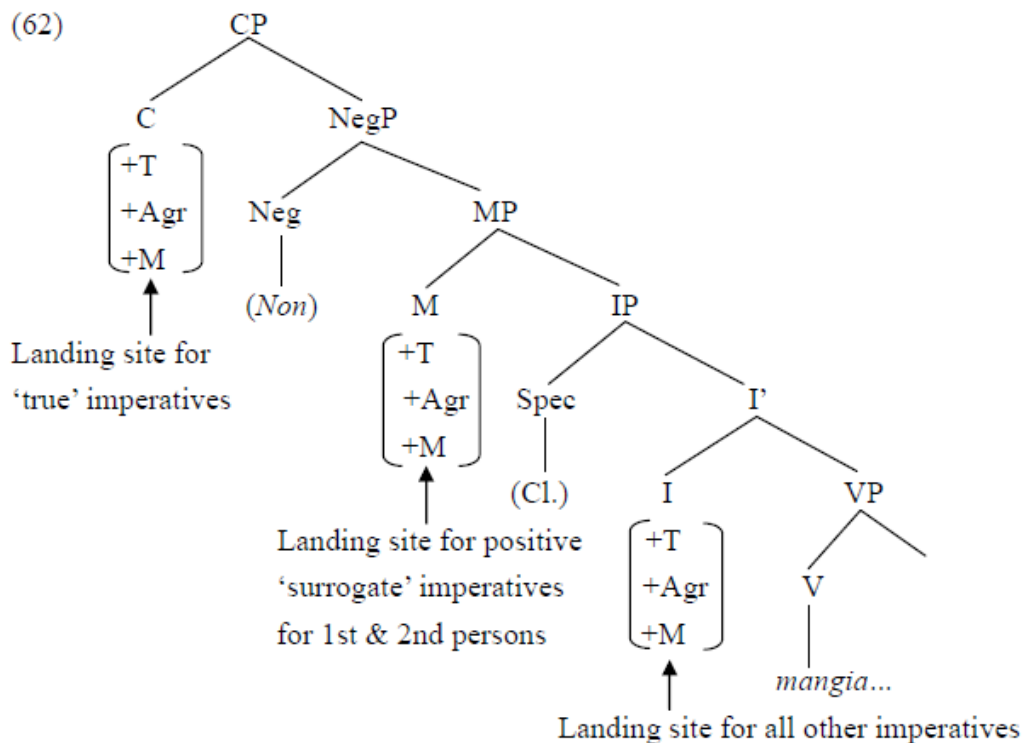 (62) CP
C NegP
+T
+Agr
+M
Neg MP
(Non)
M IP
Landing site for
‘true’ imperatives
+T
+Agr
+M
Spec I’
(Cl.)
I VP
Landing site for positive
‘surrogate’ imperatives
for 1st & 2nd persons
+T
+Agr
+M
V
mangia...
Landing site for all other imperatives